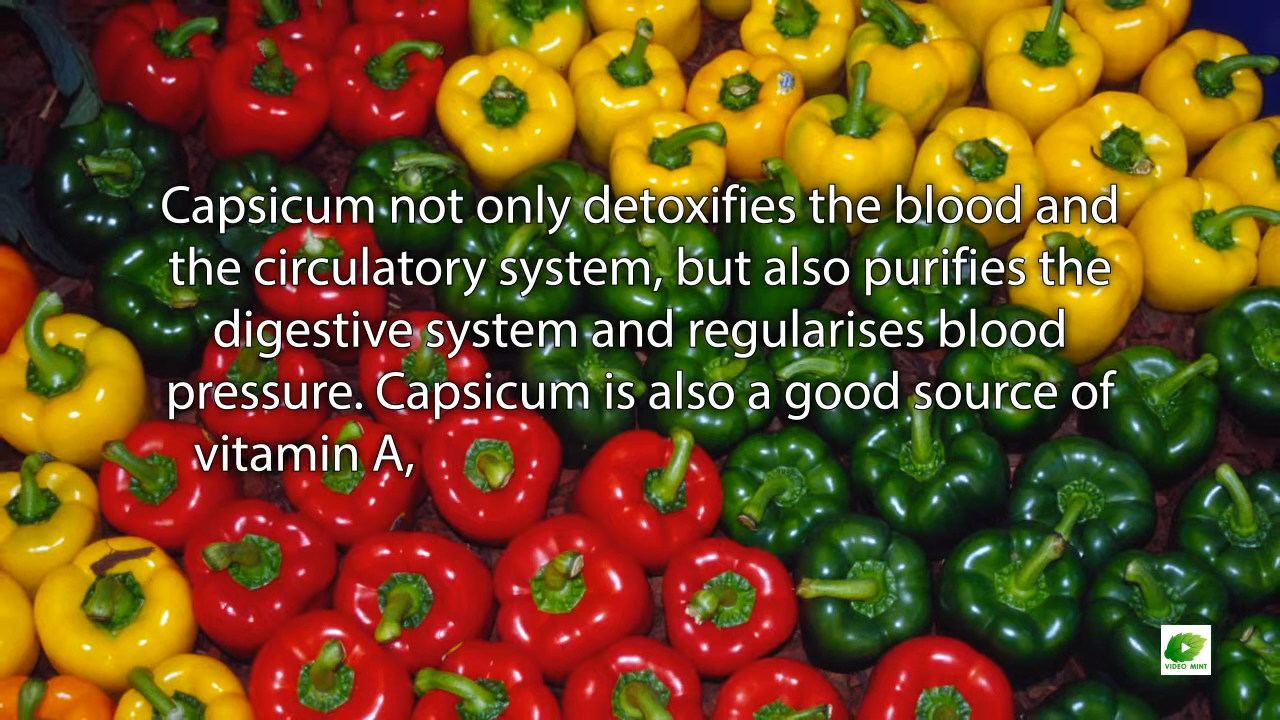 Capsicum not only detoxifies the blood and
the circulatory system, but also purifies the
digestive system and regularises blood
pressure. Capsicum is also a good source of
vitamin A,
VIDEO MINT